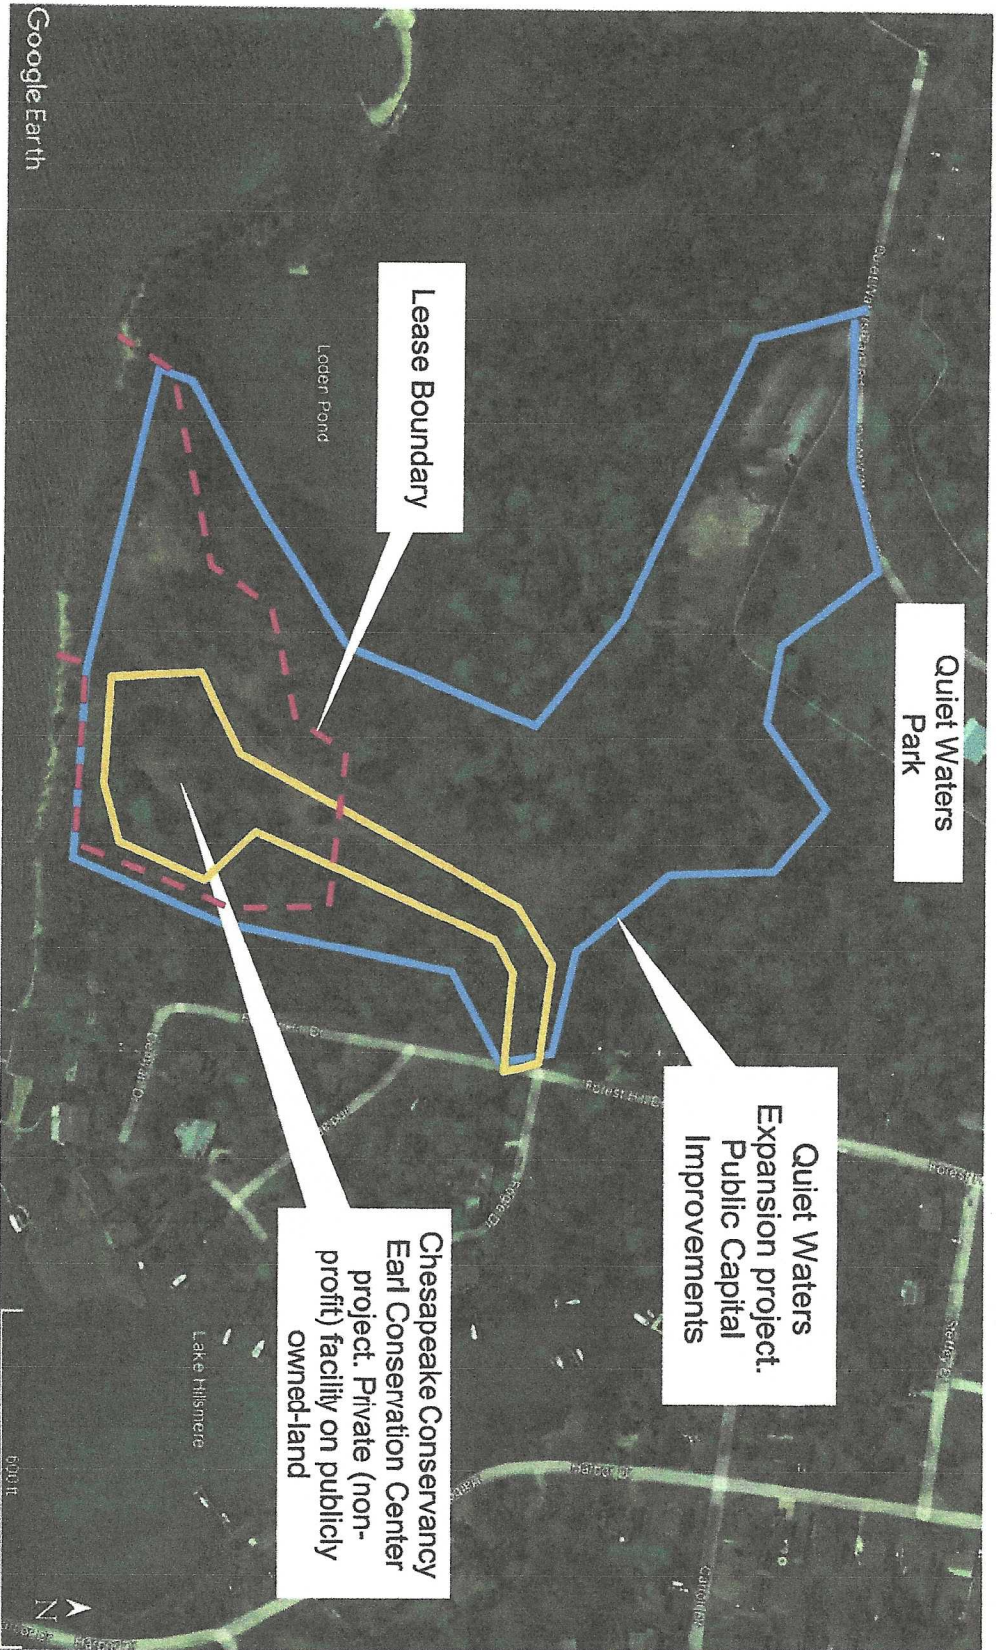 Quiet Waters
Park
Lease Boundary
Quiet Waters
Expansion project.
Public Capital
Improvements
Chesapeake Conservancy
Earl Conservation Center
project. Private (non-
profit) facility on publicly
owned-land
Loden Pond
Lake Hillsmere
Forest Hill
Harbor Dr
Google Earth
600 ft
N